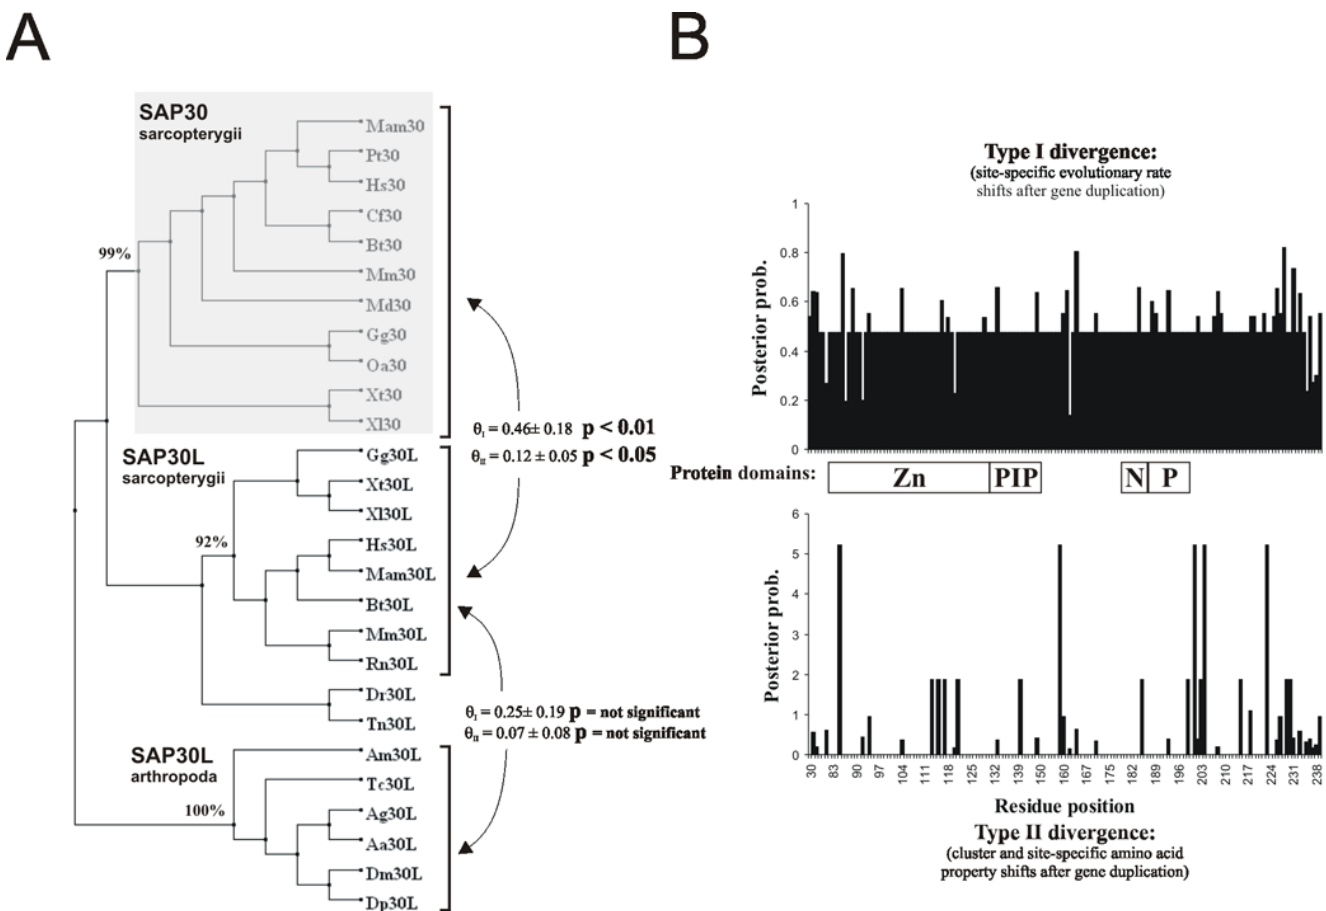 A
B
SAP30
sarcopterygii
Mam30
Pt30
Hs30
Cf30
Bt30
99%
Mm30
Md30
Gg30
Oa30
Xt30
Xl30
θI = 0.46± 0.18 p < 0.01
θII = 0.12 ± 0.05 p < 0.05
SAP30L
sarcopterygii
Gg30L
Xt30L
Xl30L
92%
Hs30L
Mam30L
Bt30L
Mm30L
Rn30L
Dr30L
Tn30L
θI = 0.25± 0.19 p = not significant
θII = 0.07 ± 0.08 p = not significant
SAP30L
arthropoda
Am30L
Tc30L
100%
Ag30L
Aa30L
Dm30L
Dp30L
Type I divergence:
(site-specific evolutionary rate
shifts after gene duplication)
Posterior prob.
1
0.8
0.6
0.4
0.2
0
Protein domains:
Zn
PIP
N
P
Posterior prob.
6
5
4
3
2
1
0
30 83 90 97 104 111 118 125 132 139 150 160 167 175 182 189 196 203 210 217 224 231 238
Residue position
Type II divergence:
(cluster and site-specific amino acid
property shifts after gene duplication)